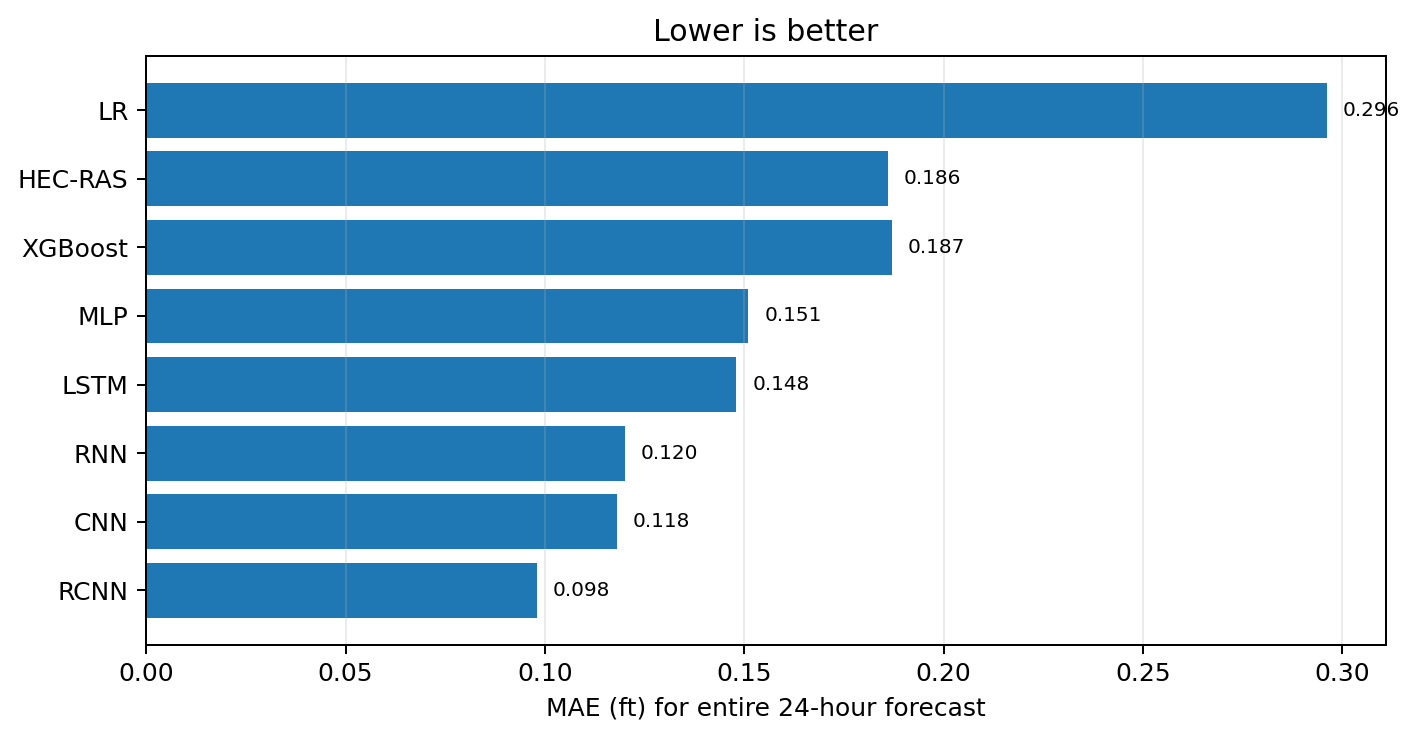 Lower is better
LR 0.296
HEC-RAS 0.186
XGBoost 0.187
MLP 0.151
LSTM 0.148
RNN 0.120
CNN 0.118
RCNN 0.098
0.00 0.05 0.10 0.15 0.20 0.25 0.30
MAE (ft) for entire 24-hour forecast